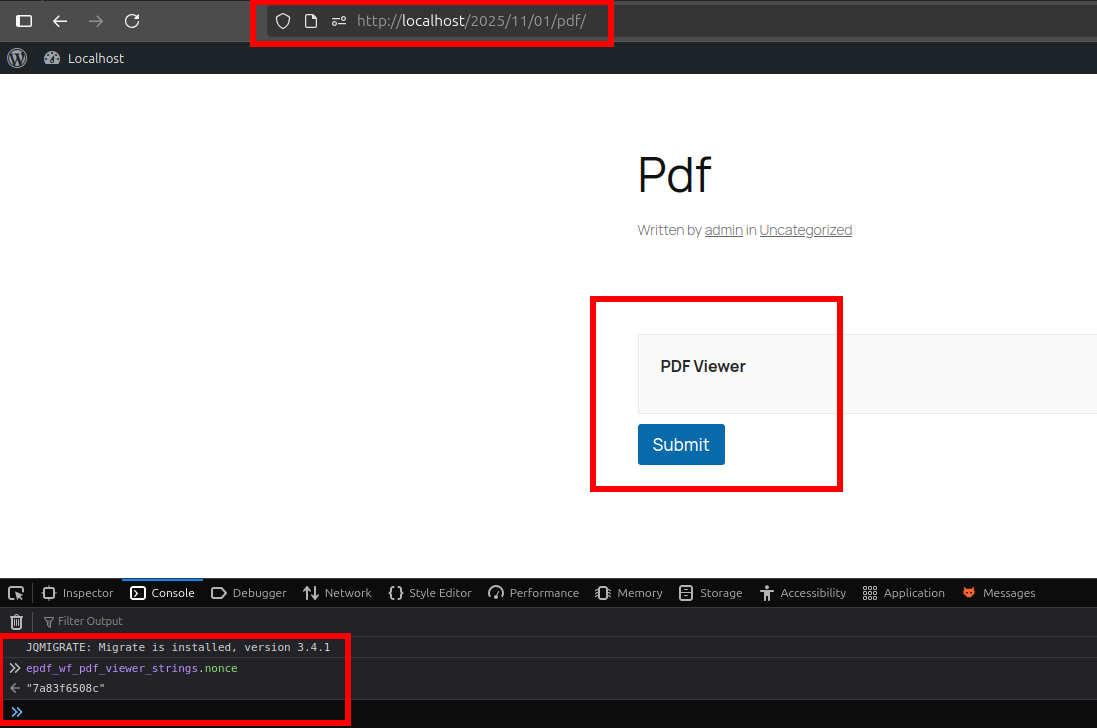 http://localhost/2025/11/01/pdf/
Localhost
Pdf
Written by admin in Uncategorized
PDF Viewer
Submit
Inspector Console Debugger Network Style Editor Performance Memory Storage Accessibility Application Messages
Filter Output
JQMIGRATE: Migrate is installed, version 3.4.1
epdf_wf_pdf_viewer_strings.nonce
"7a83f6508c"